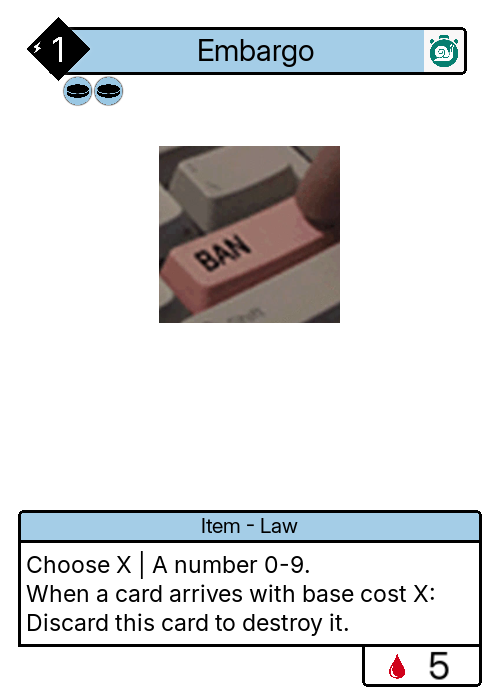 1
Embargo
BAN
Shift
Item - Law
Choose X | A number 0-9.
When a card arrives with base cost X:
Discard this card to destroy it.
5